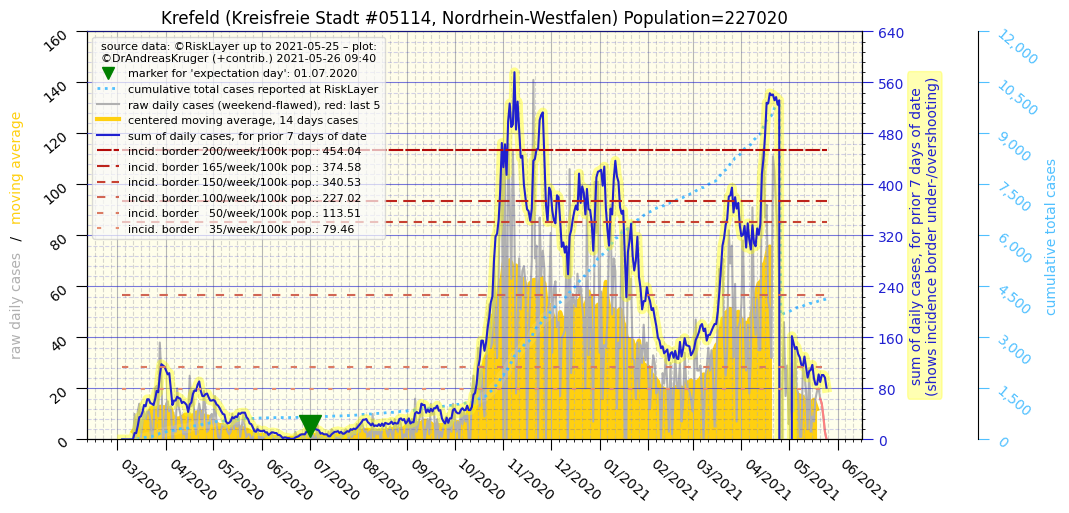 Krefeld (Kreisfreie Stadt #05114, Nordrhein-Westfalen) Population=227020
source data: ©RiskLayer up to 2021-05-25 – plot:
©DrAndreasKruger (+contrib.) 2021-05-26 09:40
marker for 'expectation day': 01.07.2020
cumulative total cases reported at RiskLayer
raw daily cases (weekend-flawed), red: last 5
centered moving average, 14 days cases
sum of daily cases, for prior 7 days of date
incid. border 200/week/100k pop.: 454.04
incid. border 165/week/100k pop.: 374.58
incid. border 150/week/100k pop.: 340.53
incid. border 100/week/100k pop.: 227.02
incid. border 50/week/100k pop.: 113.51
incid. border 35/week/100k pop.: 79.46
raw daily cases / moving average
160
140
120
100
80
60
40
20
0
03/2020
04/2020
05/2020
06/2020
07/2020
08/2020
09/2020
10/2020
11/2020
12/2020
01/2021
02/2021
03/2021
04/2021
05/2021
06/2021
640
560
480
400
320
240
160
80
0
sum of daily cases, for prior 7 days of date
(shows incidence border under-/overshooting)
12,000
10,500
9,000
7,500
6,000
4,500
3,000
1,500
0
cumulative total cases